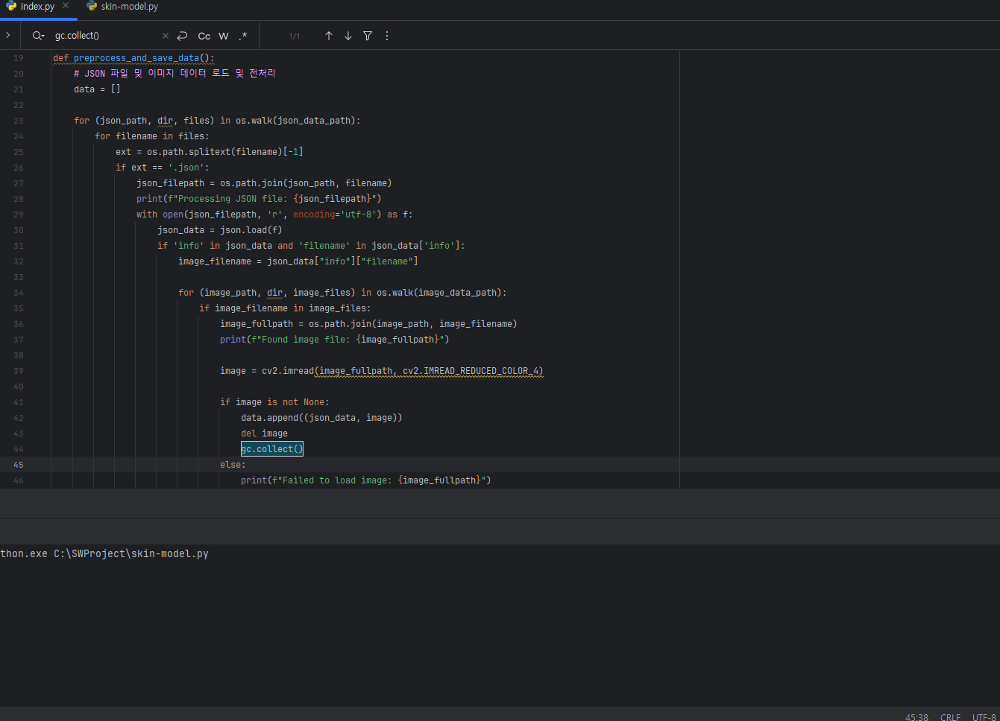 index.py
skin-model.py
gc.collect()
Cc W .*
1/1
19 def preprocess_and_save_data():
20 # JSON 파일 및 이미지 데이터 로드 및 전처리
21 data = []
22
23 for (json_path, dir, files) in os.walk(json_data_path):
24 for filename in files:
25 ext = os.path.splitext(filename)[-1]
26 if ext == '.json':
27 json_filepath = os.path.join(json_path, filename)
28 print(f"Processing JSON file: {json_filepath}")
29 with open(json_filepath, 'r', encoding='utf-8') as f:
30 json_data = json.load(f)
31 if 'info' in json_data and 'filename' in json_data['info']:
32 image_filename = json_data["info"]["filename"]
33
34 for (image_path, dir, image_files) in os.walk(image_data_path):
35 if image_filename in image_files:
36 image_fullpath = os.path.join(image_path, image_filename)
37 print(f"Found image file: {image_fullpath}")
38
39 image = cv2.imread(image_fullpath, cv2.IMREAD_REDUCED_COLOR_4)
40
41 if image is not None:
42 data.append((json_data, image))
43 del image
44 gc.collect()
45 else:
46 print(f"Failed to load image: {image_fullpath}")
thon.exe C:\SWProject\skin-model.py
45:38 CRLF UTF-8